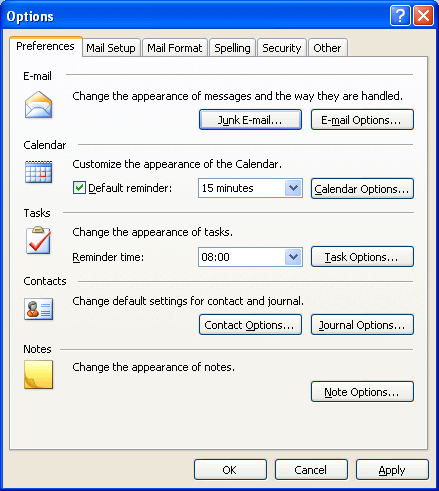 Options
Preferences Mail Setup Mail Format Spelling Security Other
E-mail
Change the appearance of messages and the way they are handled.
Junk E-mail... E-mail Options...
Calendar
Customize the appearance of the Calendar.
Default reminder: 15 minutes Calendar Options...
Tasks
Change the appearance of tasks.
Reminder time: 08:00 Task Options...
Contacts
Change default settings for contact and journal.
Contact Options... Journal Options...
Notes
Change the appearance of notes.
Note Options...
OK Cancel Apply